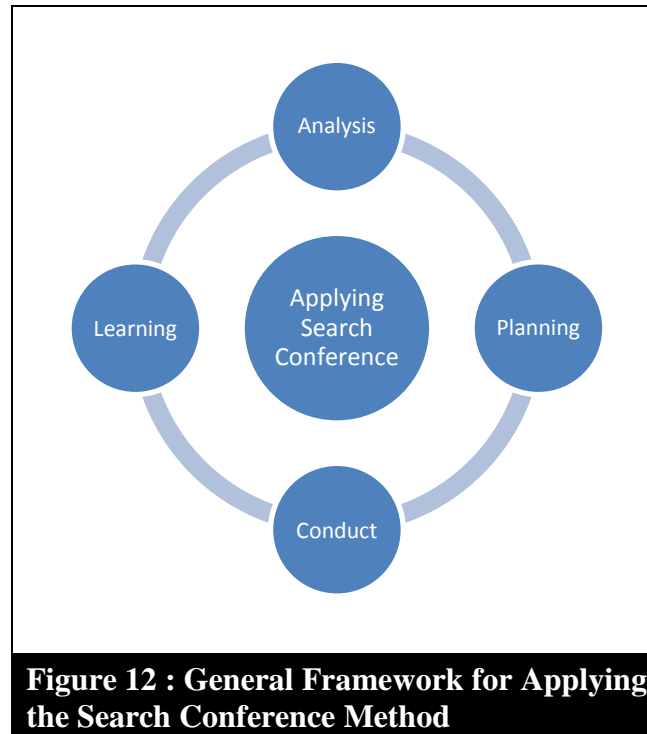 Analysis
Learning
Applying
Search
Conference
Planning
Conduct
Figure 12 : General Framework for Applying
the Search Conference Method